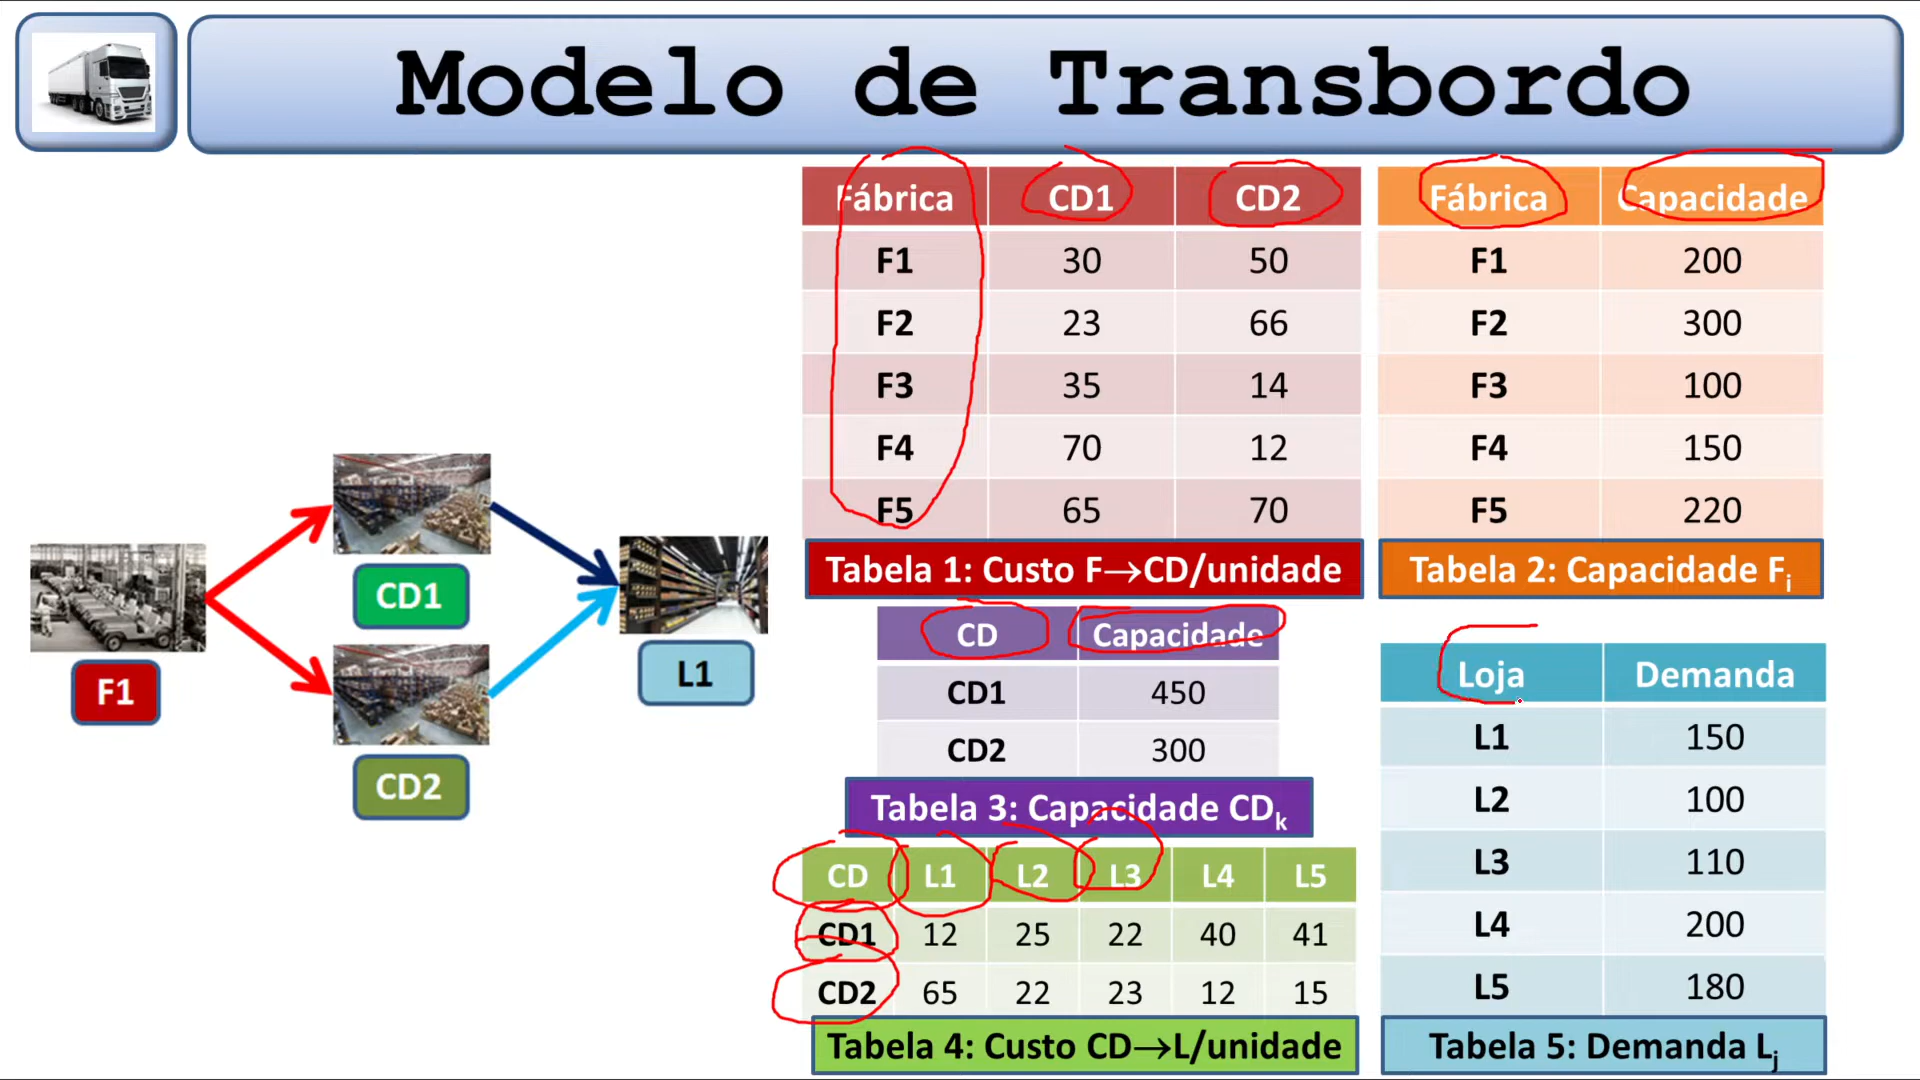 Modelo de Transbordo
Fábrica CD1 CD2
F1 30 50
F2 23 66
F3 35 14
F4 70 12
F5 65 70
Tabela 1: Custo F→CD/unidade
Fábrica Capacidade
F1 200
F2 300
F3 100
F4 150
F5 220
Tabela 2: Capacidade Fi
CD1
F1
L1
CD2
CD Capacidade
CD1 450
CD2 300
Tabela 3: Capacidade CDk
CD L1 L2 L3 L4 L5
CD1 12 25 22 40 41
CD2 65 22 23 12 15
Tabela 4: Custo CD→L/unidade
Loja Demanda
L1 150
L2 100
L3 110
L4 200
L5 180
Tabela 5: Demanda Lj